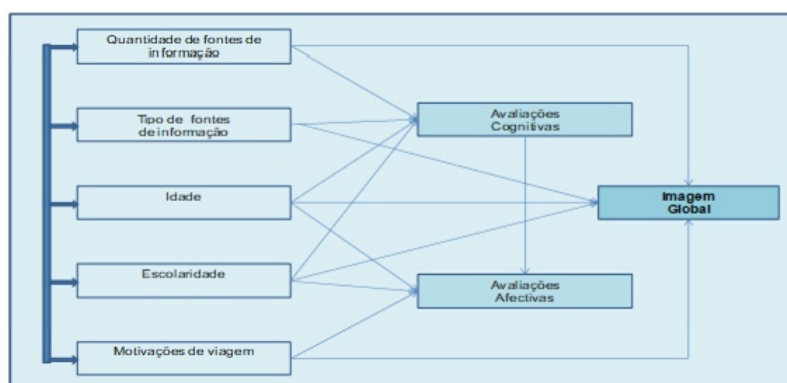 Quantidade de fontes de
informação
Tipo de fontes
de informação
Idade
Escolaridade
Motivações de viagem
Avaliações
Cognitivas
Avaliações
Afectivas
Imagem
Global